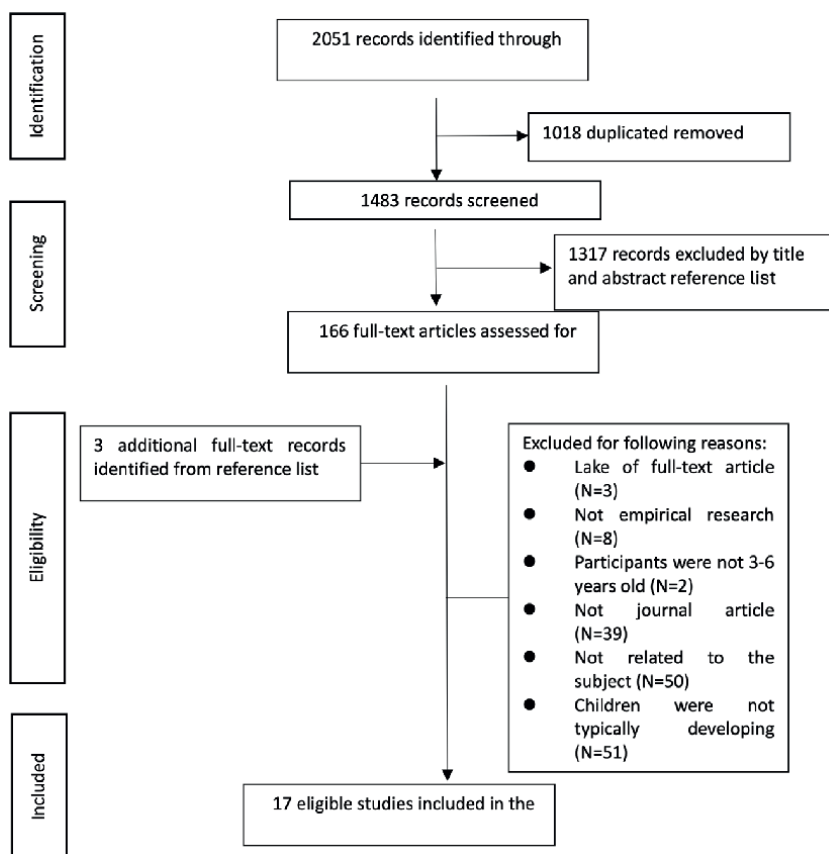 Identification
2051 records identified through
1018 duplicated removed
1483 records screened
Screening
1317 records excluded by title
and abstract reference list
166 full-text articles assessed for
Eligibility
3 additional full-text records
identified from reference list
Excluded for following reasons:
● Lake of full-text article
(N=3)
● Not empirical research
(N=8)
● Participants were not 3-6
years old (N=2)
● Not journal article
(N=39)
● Not related to the
subject (N=50)
● Children were not
typically developing
(N=51)
Included
17 eligible studies included in the